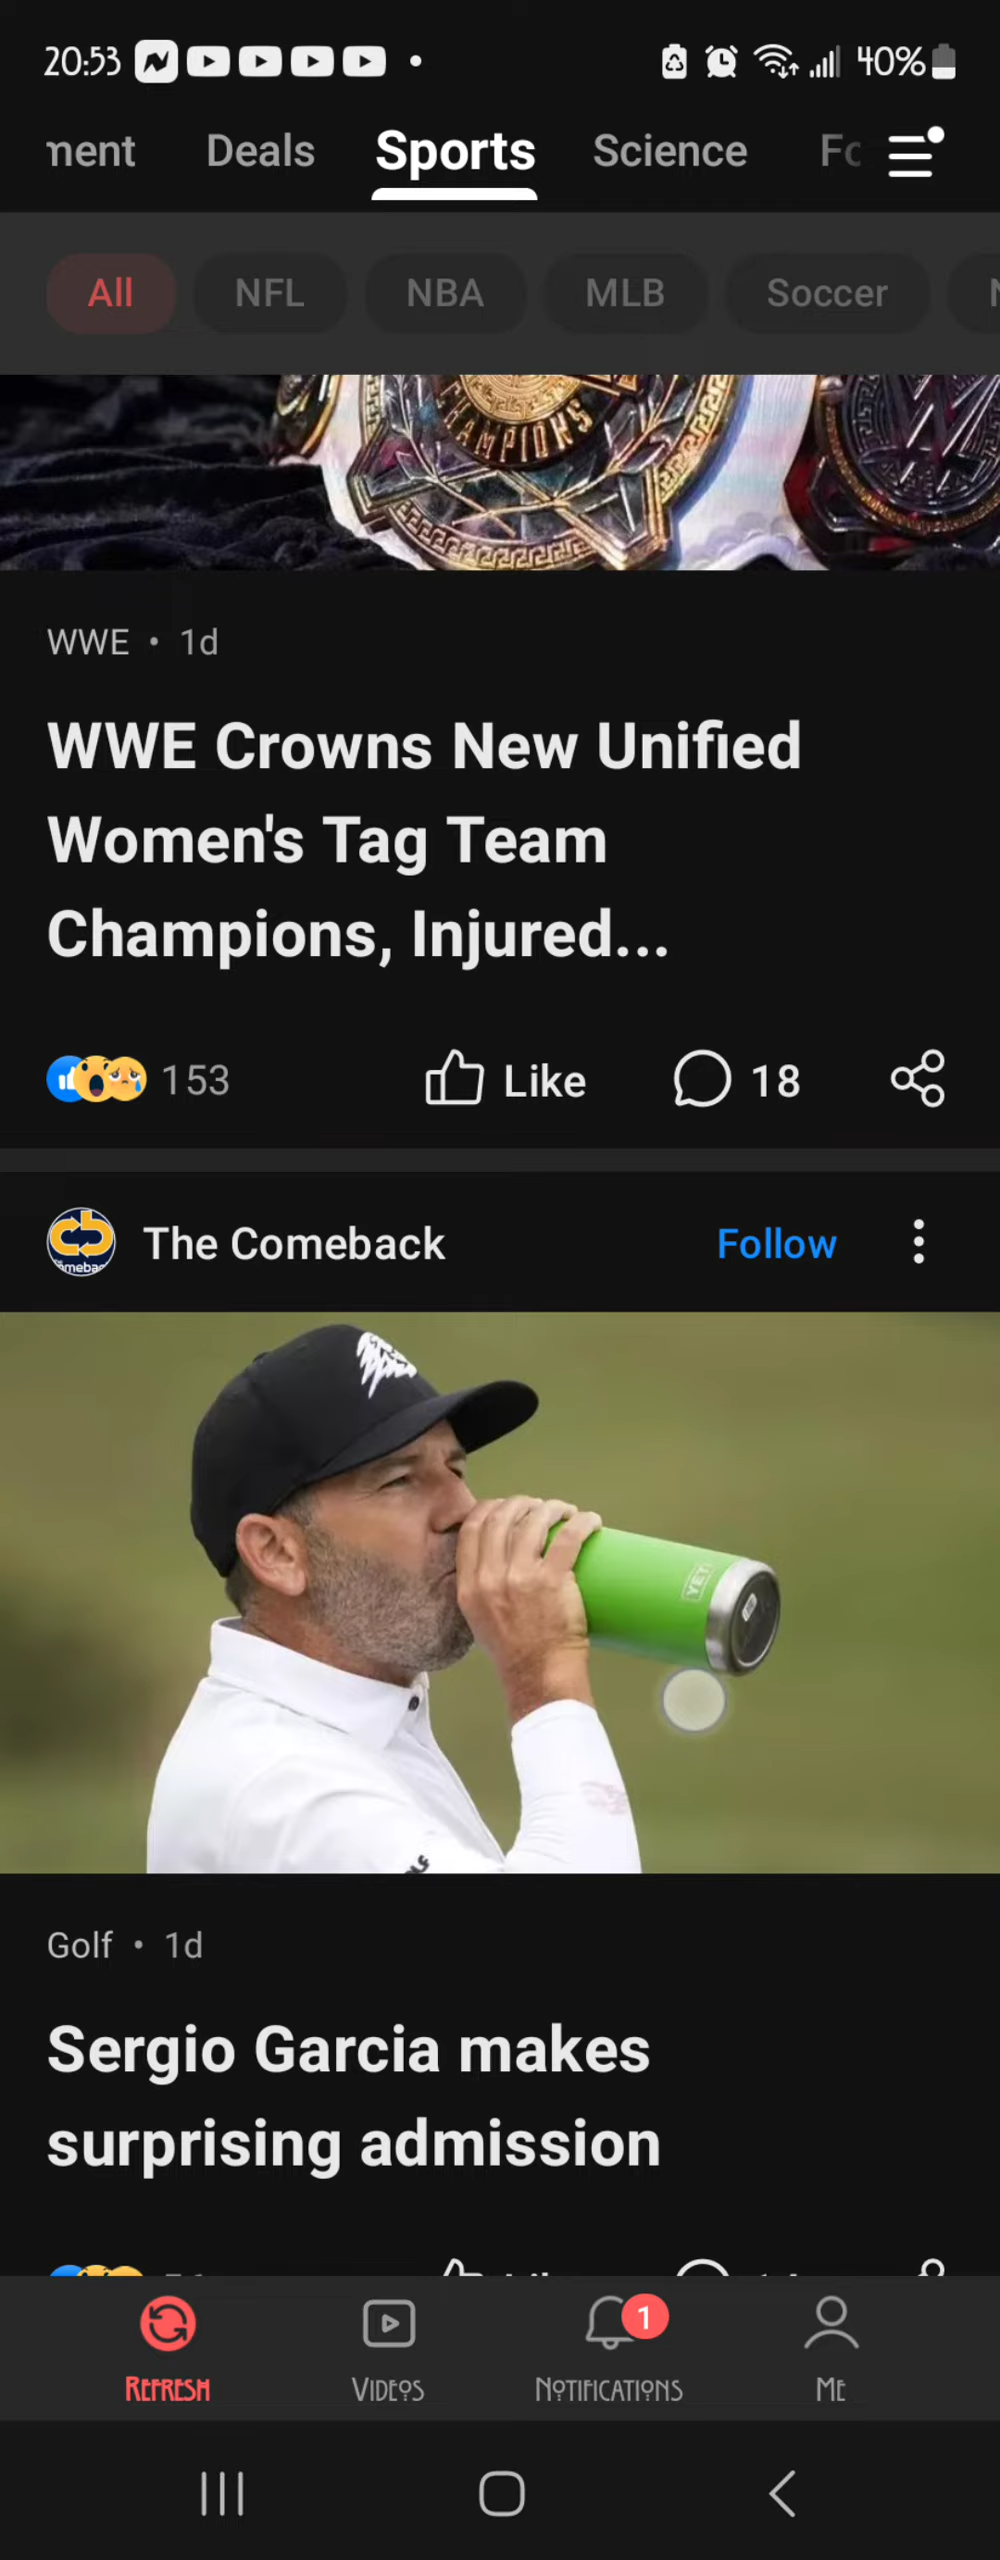 20:53 40%
ment Deals Sports Science
All NFL NBA MLB Soccer
CHAMPIONS
WWE • 1d
WWE Crowns New Unified
Women's Tag Team
Champions, Injured...
153 Like 18
The Comeback Follow
YETI
Golf • 1d
Sergio Garcia makes
surprising admission
1
REFRESH VIDEOS NOTIFICATIONS ME